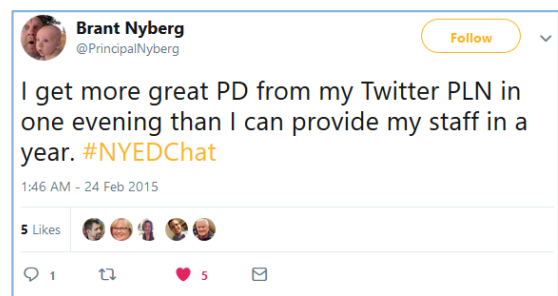 Brant Nyberg
@PrincipalNyberg
Follow
I get more great PD from my Twitter PLN in
one evening than I can provide my staff in a
year. #NYEDChat
1:46 AM - 24 Feb 2015
5 Likes
1
5